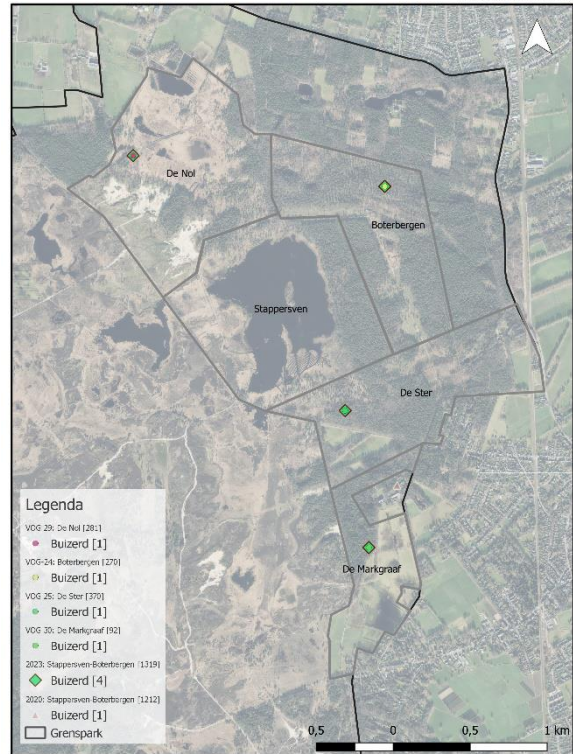 De Nol
Boterbergen
Stappersven
De Ster
De Markgraaf
Legenda
VOG 29: De Nol [281]
Buizerd [1]
VOG-24: Boterbergen [270]
Buizerd [1]
VOG 25: De Ster [370]
Buizerd [1]
VOG 30: De Markgraaf [92]
Buizerd [1]
2023: Stappersven-Boterbergen [1319]
Buizerd [4]
2020: Stappersven-Boterbergen [1212]
Buizerd [1]
Grenspark
0,5 0 0,5 1 km